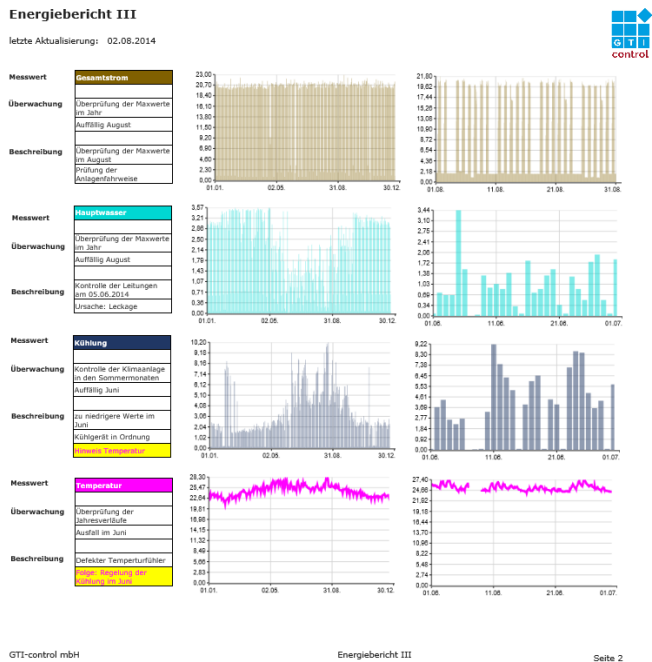 Energiebericht III
letzte Aktualisierung: 02.08.2014
GTI
control
Messwert
Gesamtstrom
Überwachung
Überprüfung der Maxwerte
im Jahr
Auffällig August
Beschreibung
Überprüfung der Maxwerte
im August
Prüfung der
Anlagenfahrweise
23,00
20,70
18,40
16,10
13,80
11,50
9,20
6,90
4,60
2,30
0,00
01.01.
02.05.
31.08.
30.12.
21,80
19,62
17,44
15,26
13,08
10,90
8,72
6,54
4,36
2,18
0,00
01.08.
11.08.
21.08.
31.08.
Messwert
Hauptwasser
Überwachung
Überprüfung der Maxwerte
im Jahr
Auffällig August
Beschreibung
Kontrolle der Leitungen
am 05.06.2014
Ursache: Leckage
3,57
3,21
2,86
2,50
2,14
1,79
1,43
1,07
0,71
0,36
0,00
01.01.
02.05.
31.08.
30.12.
3,44
3,10
2,75
2,41
2,06
1,72
1,38
1,03
0,69
0,34
0,00
01.06.
11.06.
21.06.
01.07.
Messwert
Kühlung
Überwachung
Kontrolle der Klimaanlage
in den Sommermonaten
Auffällig Juni
Beschreibung
zu niedrigere Werte im
Juni
Kühlgerät in Ordnung
Hinweis Temperatur
10,20
9,18
8,16
7,14
6,12
5,10
4,08
3,06
2,04
1,02
0,00
01.01.
02.05.
31.08.
30.12.
9,22
8,30
7,38
6,45
5,53
4,61
3,69
2,77
1,84
0,92
0,00
01.06.
11.06.
21.06.
01.07.
Messwert
Temperatur
Überwachung
Überprüfung der
Jahresverläufe
Ausfall im Juni
Beschreibung
Defekter Temperturfühler
Folge: Regelung der
Kühlung im Juni
28,30
25,47
22,64
19,81
16,98
14,15
11,32
8,49
5,66
2,83
0,00
01.01.
02.05.
31.08.
30.12.
27,40
24,66
21,92
19,18
16,44
13,70
10,96
8,22
5,48
2,74
0,00
01.06.
11.06.
21.06.
01.07.
GTI-control mbH
Energiebericht III
Seite 2